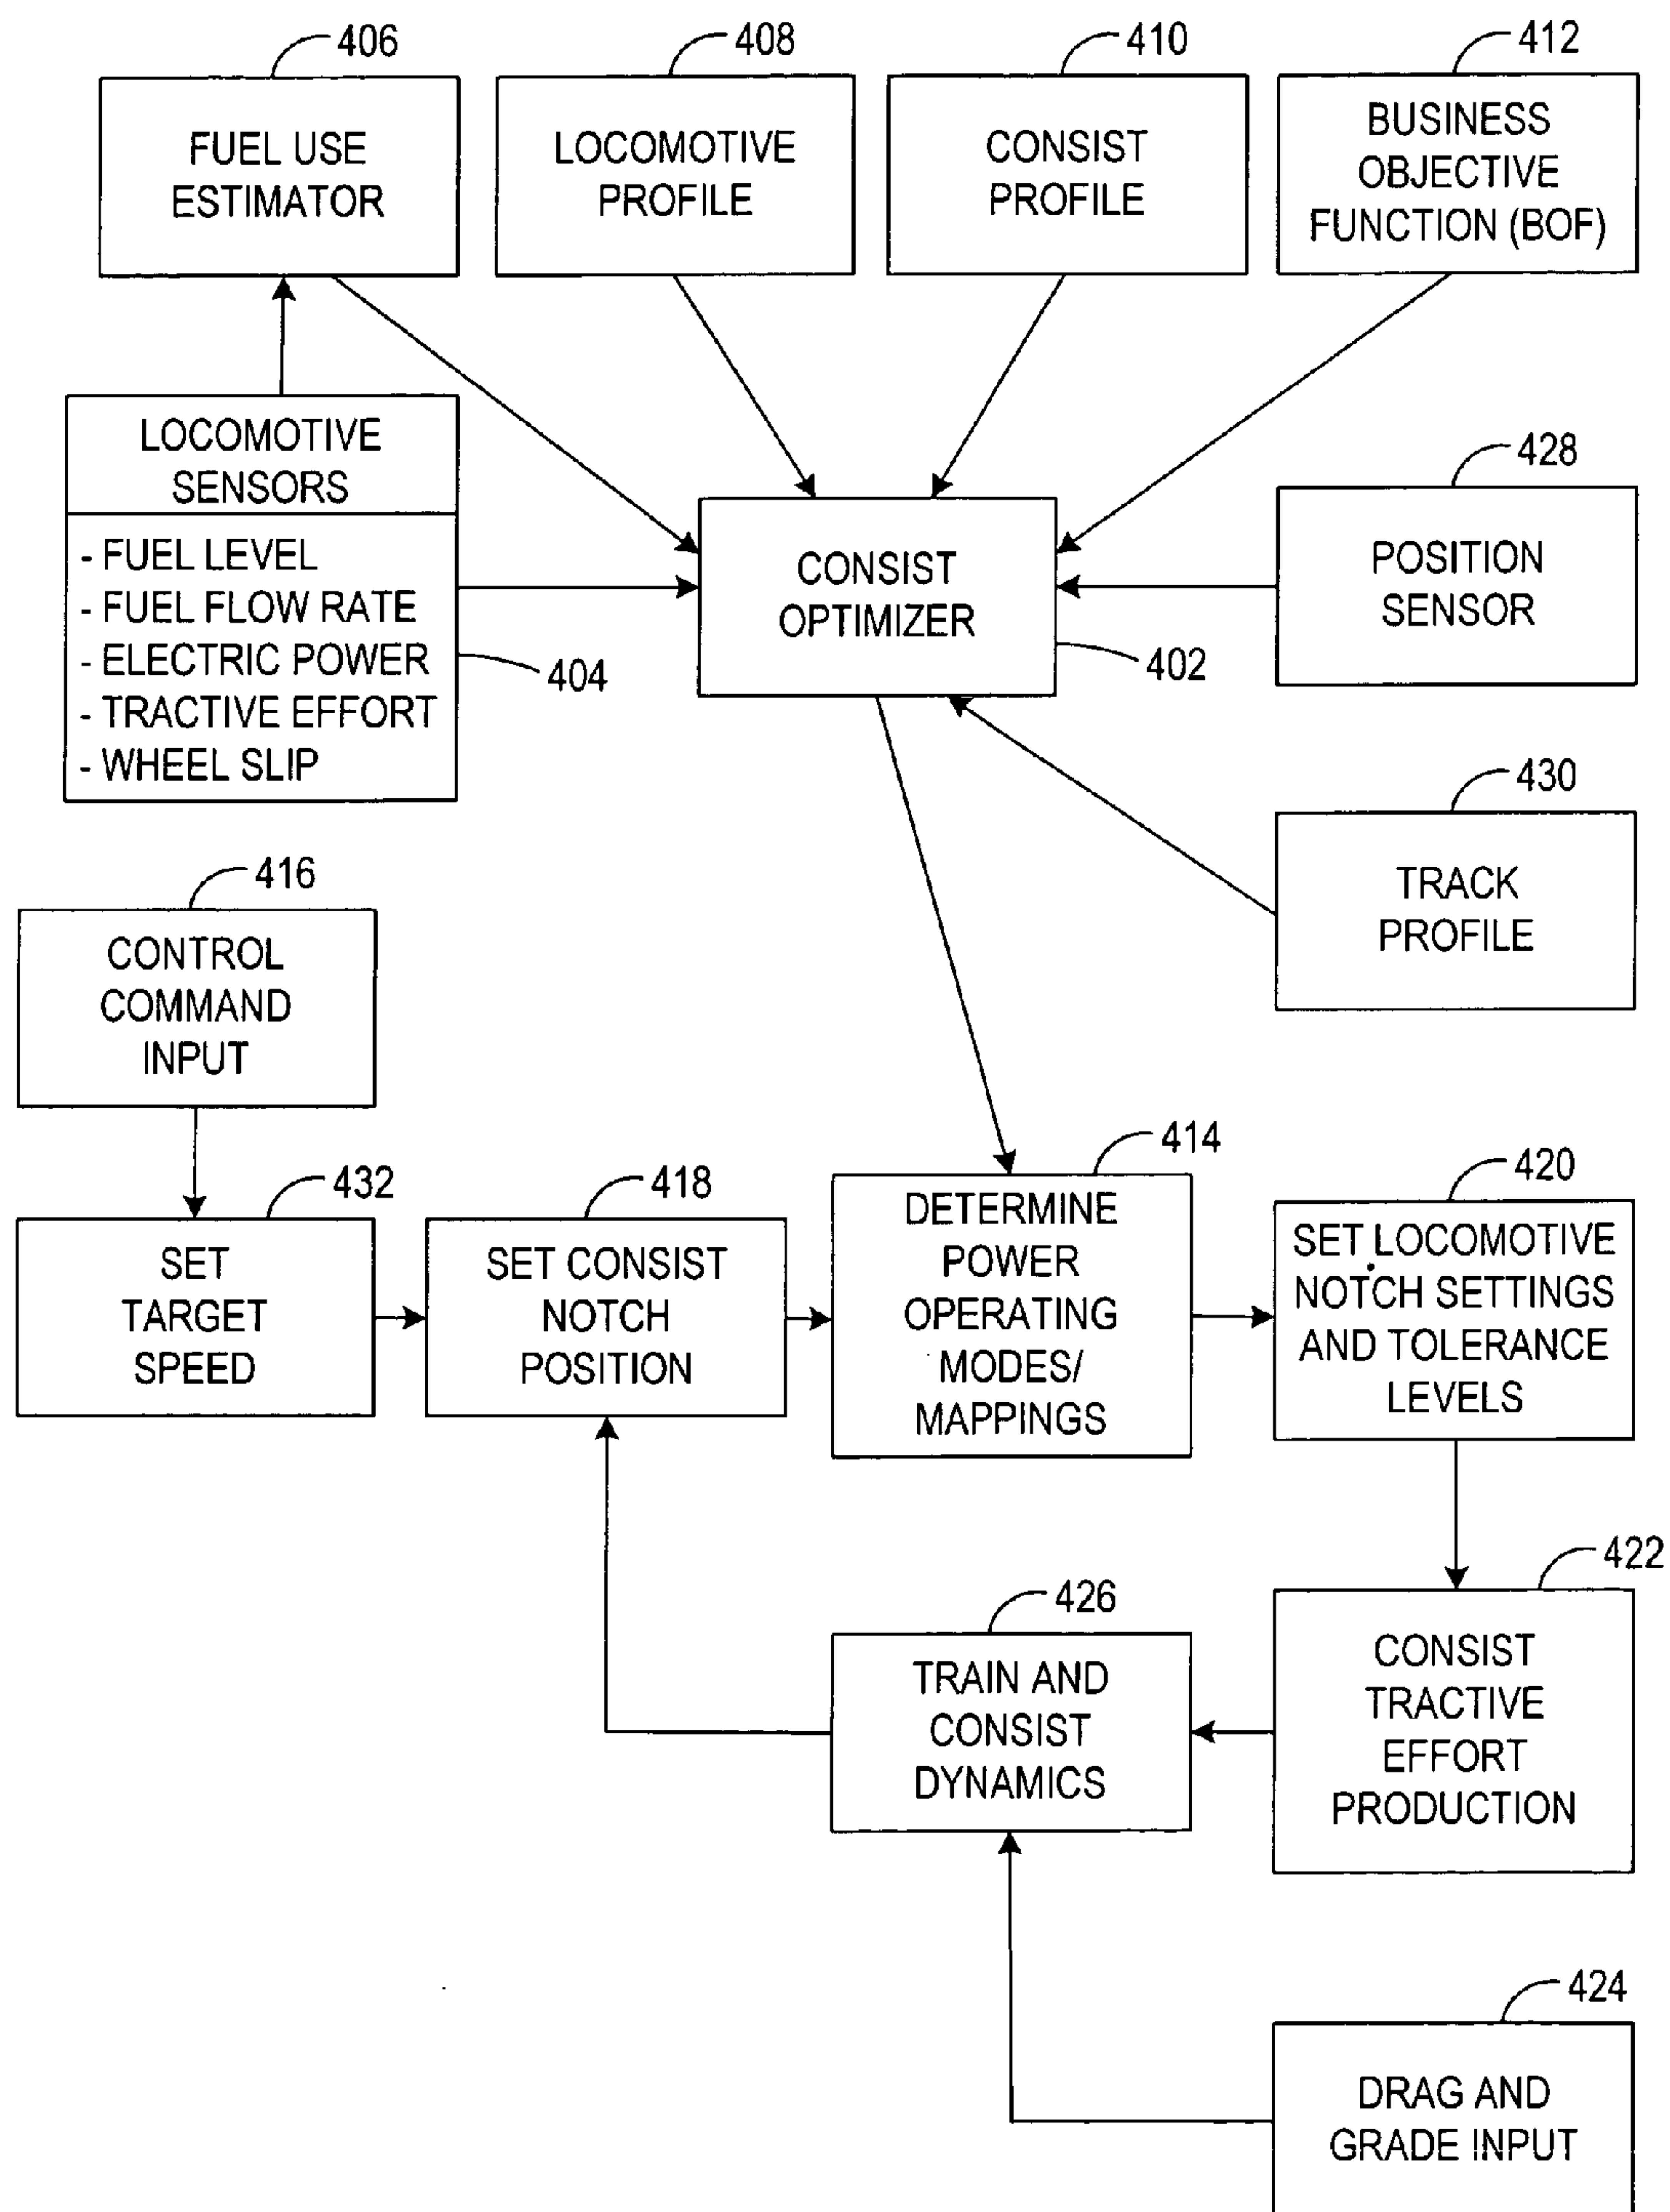 406
408
410
412
FUEL USE
ESTIMATOR
LOCOMOTIVE
PROFILE
CONSIST
PROFILE
BUSINESS
OBJECTIVE
FUNCTION (BOF)
LOCOMOTIVE
SENSORS
- FUEL LEVEL
- FUEL FLOW RATE
- ELECTRIC POWER
- TRACTIVE EFFORT
- WHEEL SLIP
404
CONSIST
OPTIMIZER
402
428
POSITION
SENSOR
430
TRACK
PROFILE
416
CONTROL
COMMAND
INPUT
432
SET
TARGET
SPEED
418
SET CONSIST
NOTCH
POSITION
414
DETERMINE
POWER
OPERATING
MODES/
MAPPINGS
420
SET LOCOMOTIVE
NOTCH SETTINGS
AND TOLERANCE
LEVELS
422
CONSIST
TRACTIVE
EFFORT
PRODUCTION
426
TRAIN AND
CONSIST
DYNAMICS
424
DRAG AND
GRADE INPUT